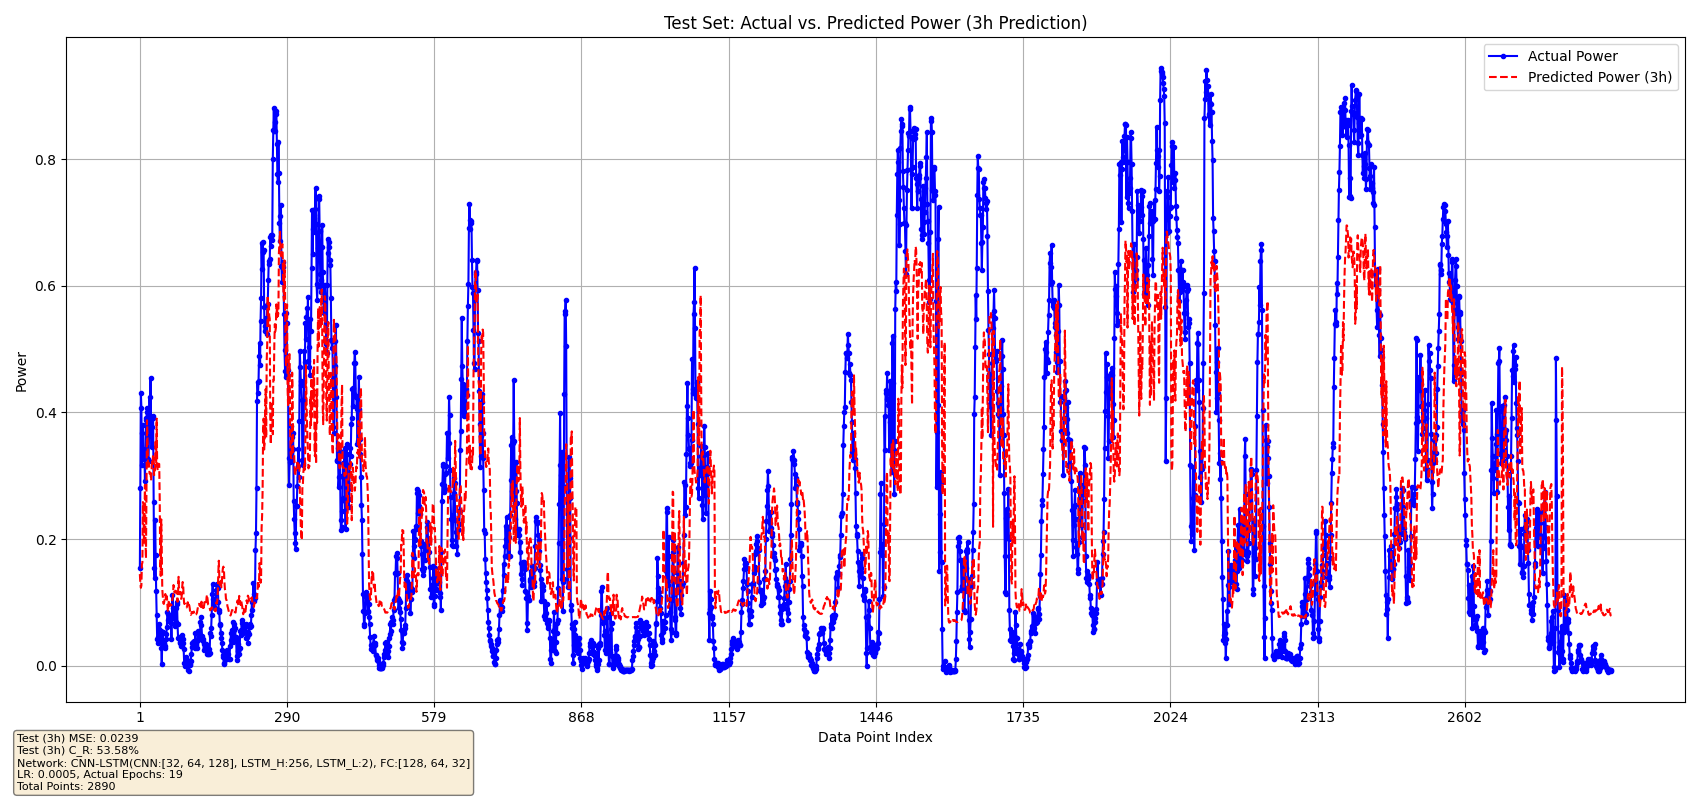 Test Set: Actual vs. Predicted Power (3h Prediction)
Actual Power
Predicted Power (3h)
Power
0.8
0.6
0.4
0.2
0.0
1 290 579 868 1157 1446 1735 2024 2313 2602
Data Point Index
Test (3h) MSE: 0.0239
Test (3h) C_R: 53.58%
Network: CNN-LSTM(CNN:[32, 64, 128], LSTM_H:256, LSTM_L:2), FC:[128, 64, 32]
LR: 0.0005, Actual Epochs: 19
Total Points: 2890